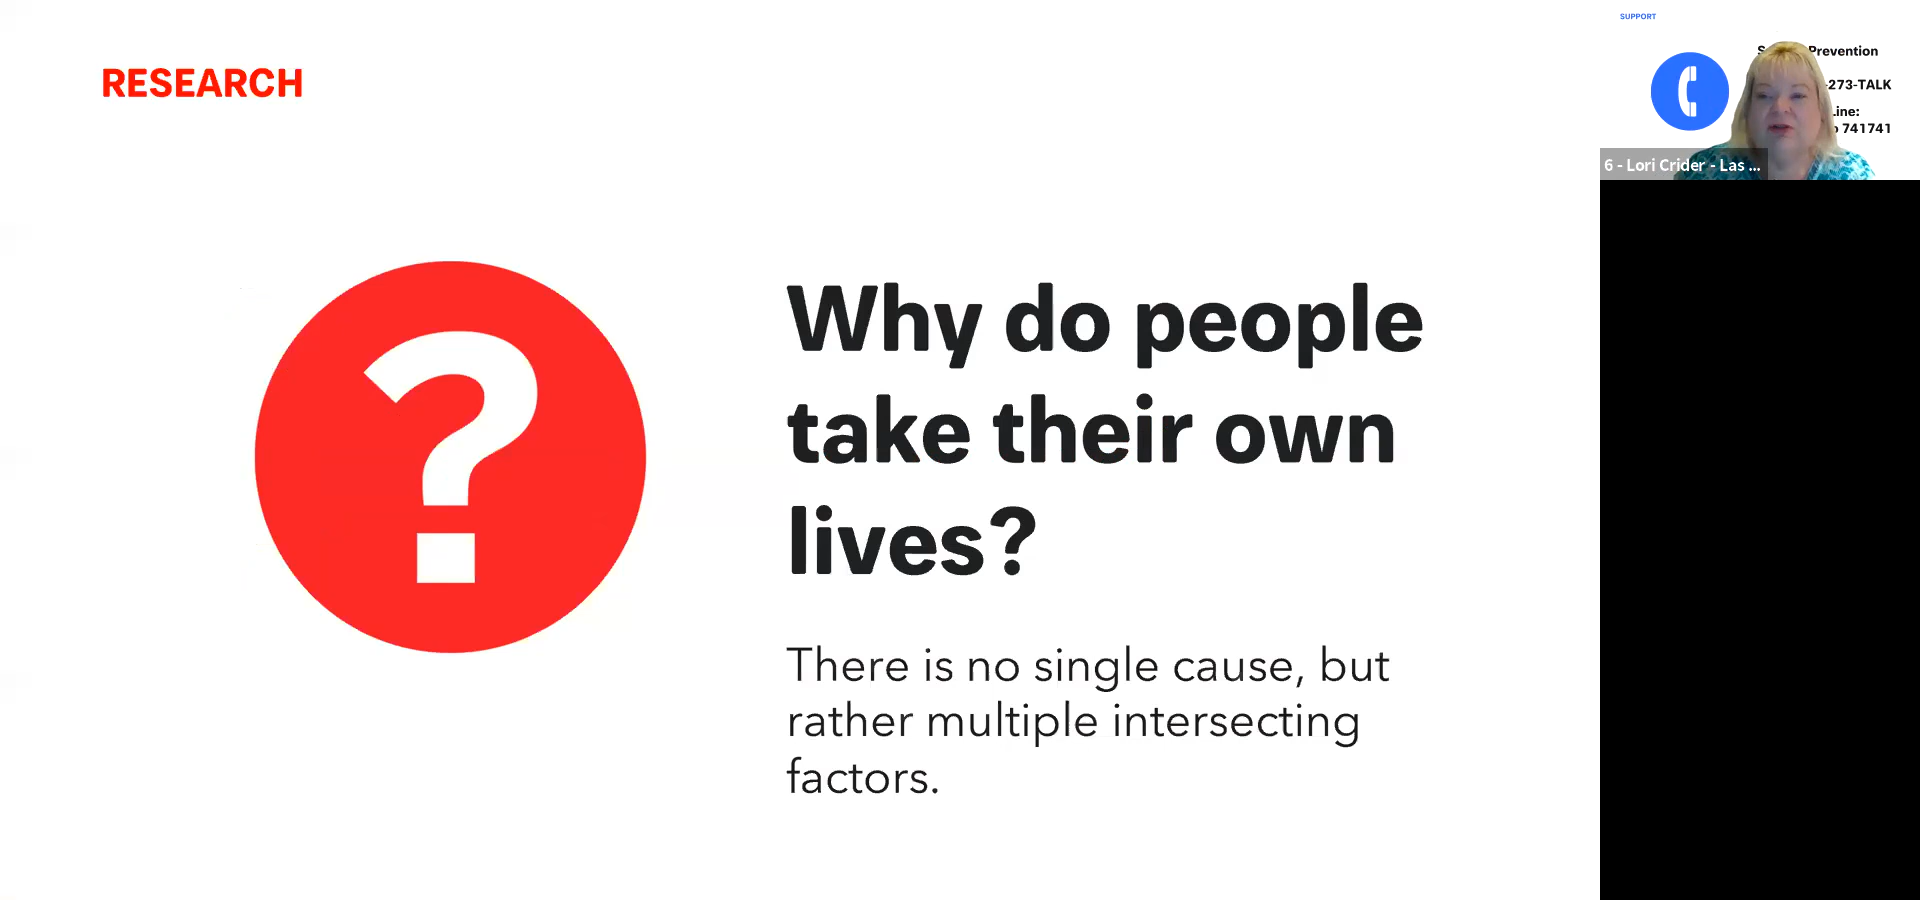 RESEARCH
Why do people
take their own
lives?
There is no single cause, but
rather multiple intersecting
factors.
SUPPORT
Prevention
-273-TALK
Line:
741741
6 - Lori Crider - Las ...